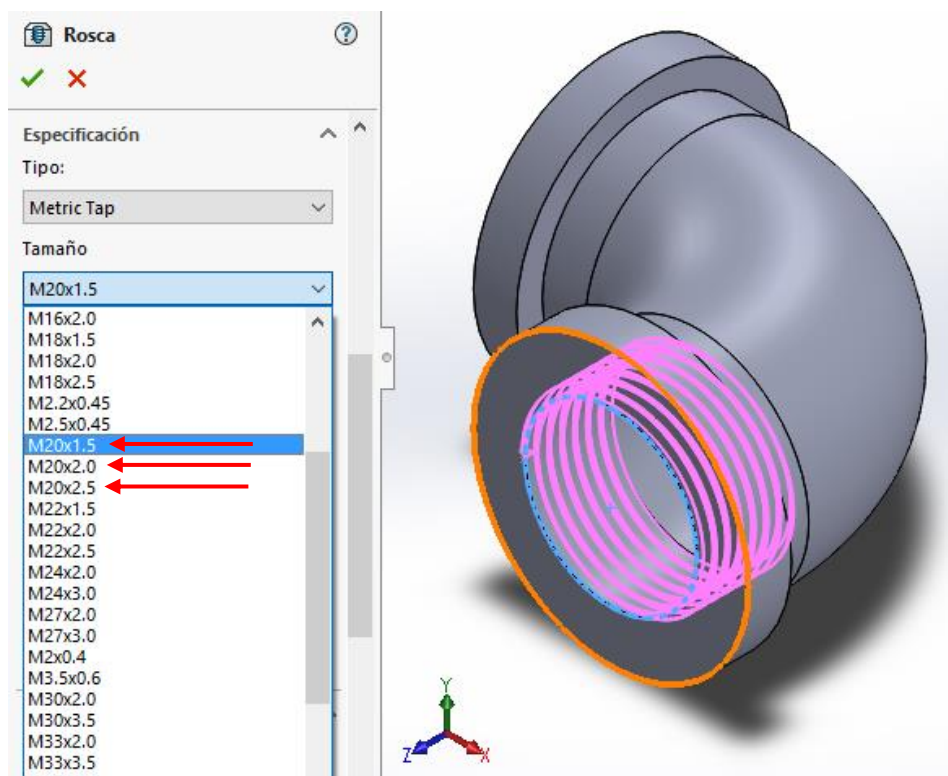 Rosca
?
Especificación
Tipo:
Metric Tap
Tamaño
M20x1.5
M16x2.0
M18x1.5
M18x2.0
M18x2.5
M2.2x0.45
M2.5x0.45
M20x1.5
M20x2.0
M20x2.5
M22x1.5
M22x2.0
M22x2.5
M24x2.0
M24x3.0
M27x2.0
M27x3.0
M2x0.4
M3.5x0.6
M30x2.0
M30x3.5
M33x2.0
M33x3.5
Y
Z
X